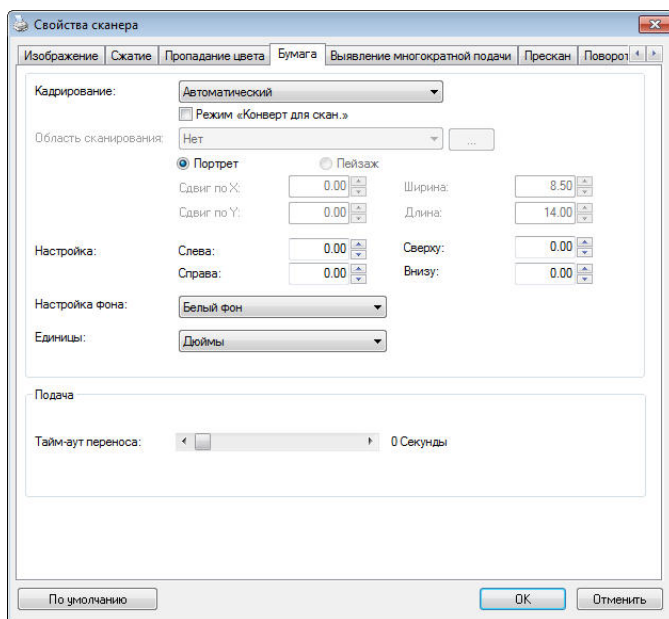 Свойства сканера
Изображение Сжатие Пропадание цвета Бумага Выявление многократной подачи Прескан Поворот
Кадрирование: Автоматический
Режим «Конверт для скан.»
Область сканирования: Нет ...
Портрет Пейзаж
Сдвиг по X: 0.00 Ширина: 8.50
Сдвиг по Y: 0.00 Длина: 14.00
Настройка: Слева: 0.00 Сверху: 0.00
Справа: 0.00 Внизу: 0.00
Настройка фона: Белый фон
Единицы: Дюймы
Подача
Тайм-аут переноса: 0 Секунды
По умолчанию OK Отменить